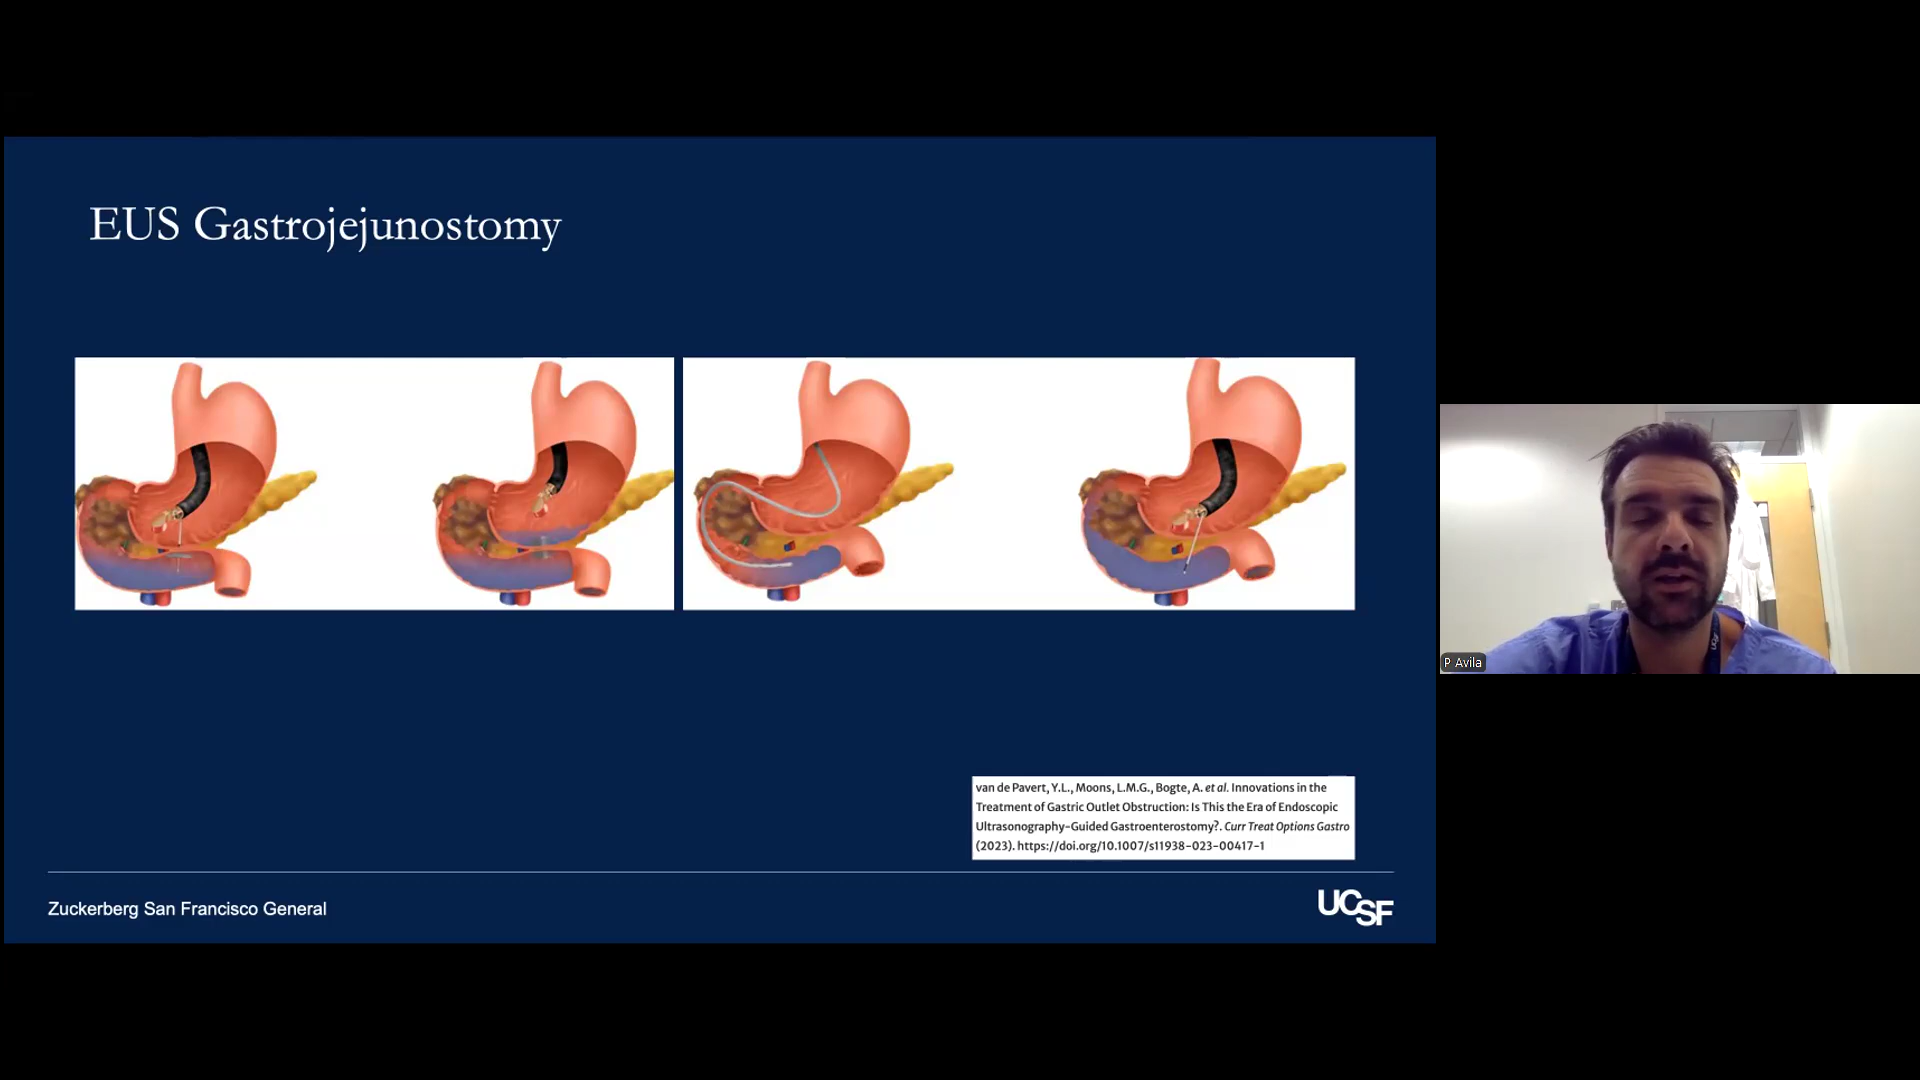 EUS Gastrojejunostomy
van de Pavert, Y.L., Moons, L.M.G., Bogte, A. et al. Innovations in the
Treatment of Gastric Outlet Obstruction: Is This the Era of Endoscopic
Ultrasonography-Guided Gastroenterostomy?. Curr Treat Options Gastro
(2023). https://doi.org/10.1007/s11938-023-00417-1
Zuckerberg San Francisco General
UCSF
P Avila
UCSF